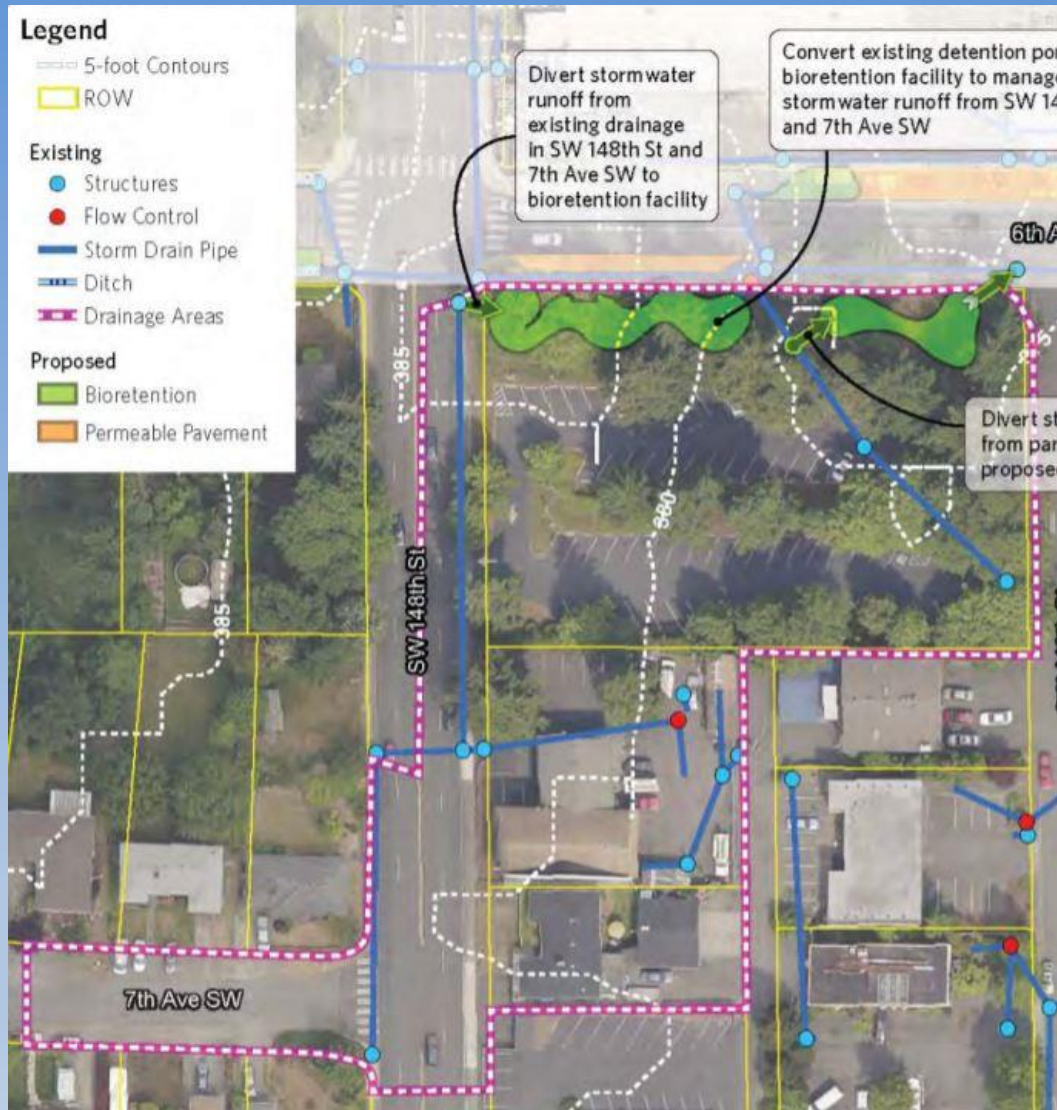 Legend
5-foot Contours
ROW
Existing
Structures
Flow Control
Storm Drain Pipe
Ditch
Drainage Areas
Proposed
Bioretention
Permeable Pavement
Divert stormwater
runoff from
existing drainage
in SW 148th St and
7th Ave SW to
bioretention facility
Convert existing detention
bioretention facility to manage
stormwater runoff from SW
and 7th Ave SW
6th
385
Divert
from
proposed
380
SW 148th St
385
7th Ave SW